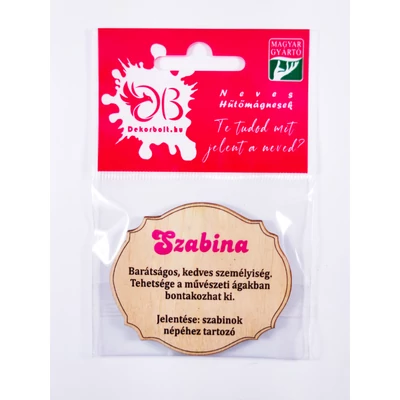 MAGYAR
GYÁRTÓ
DB
Dekorbolt.hu
Neves
Hűtőmágnesek
Te tudod mit
jelent a neved?
Szabina
Barátságos, kedves személyiség.
Tehetsége a művészeti ágakban
bontakozhat ki.
Jelentése: szabinok
népéhez tartozó